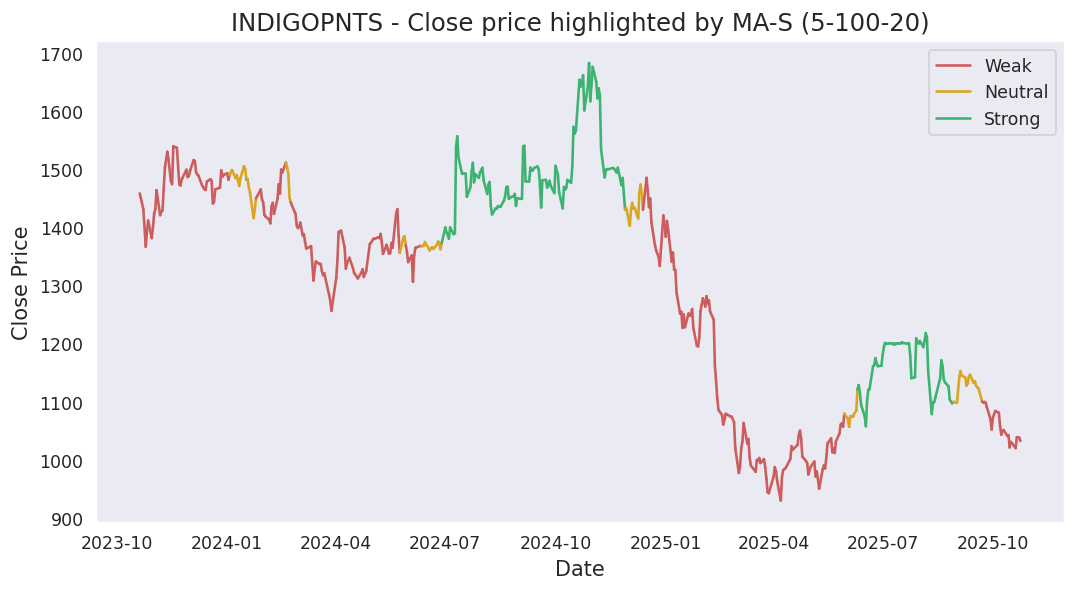 INDIGOPNTS - Close price highlighted by MA-S (5-100-20)
Weak
Neutral
Strong
1700
1600
1500
1400
1300
1200
1100
1000
900
Close Price
2023-10 2024-01 2024-04 2024-07 2024-10 2025-01 2025-04 2025-07 2025-10
Date